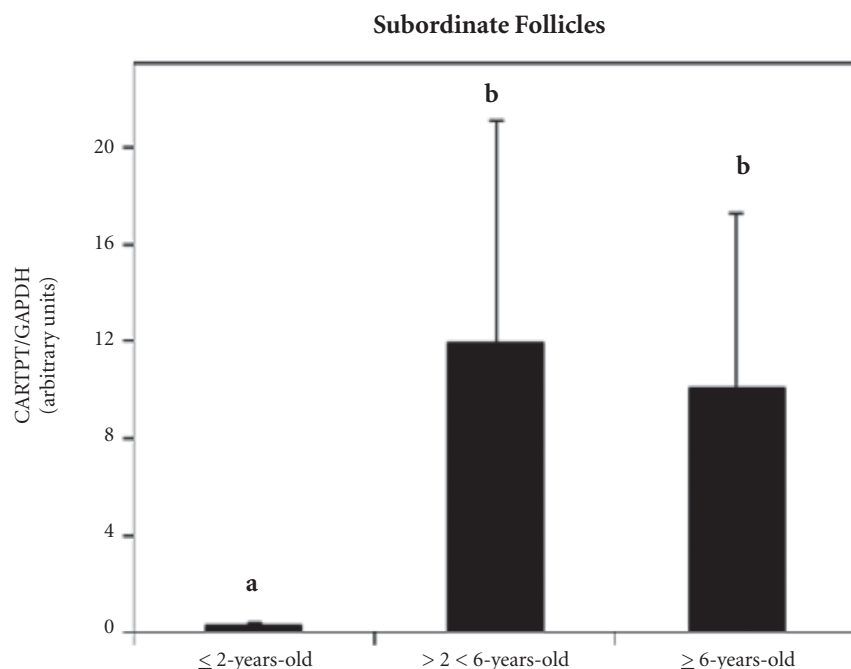 Subordinate Follicles
CARTPT/GAPDH
(arbitrary units)
20
16
12
8
4
0
b
b
a
≤ 2-years-old
> 2 < 6-years-old
≥ 6-years-old